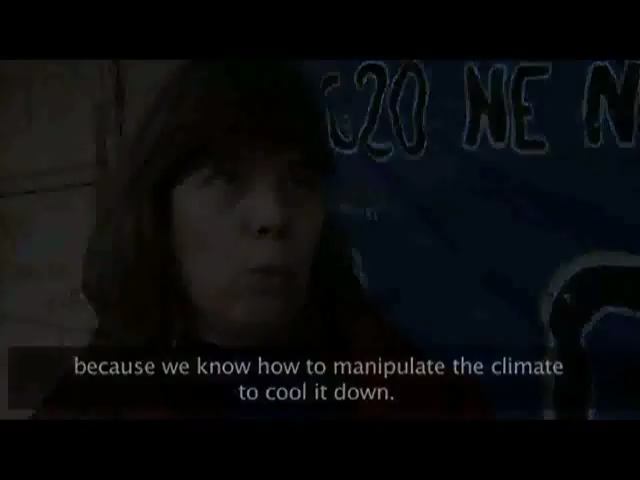 G20 NE N
because we know how to manipulate the climate
to cool it down.